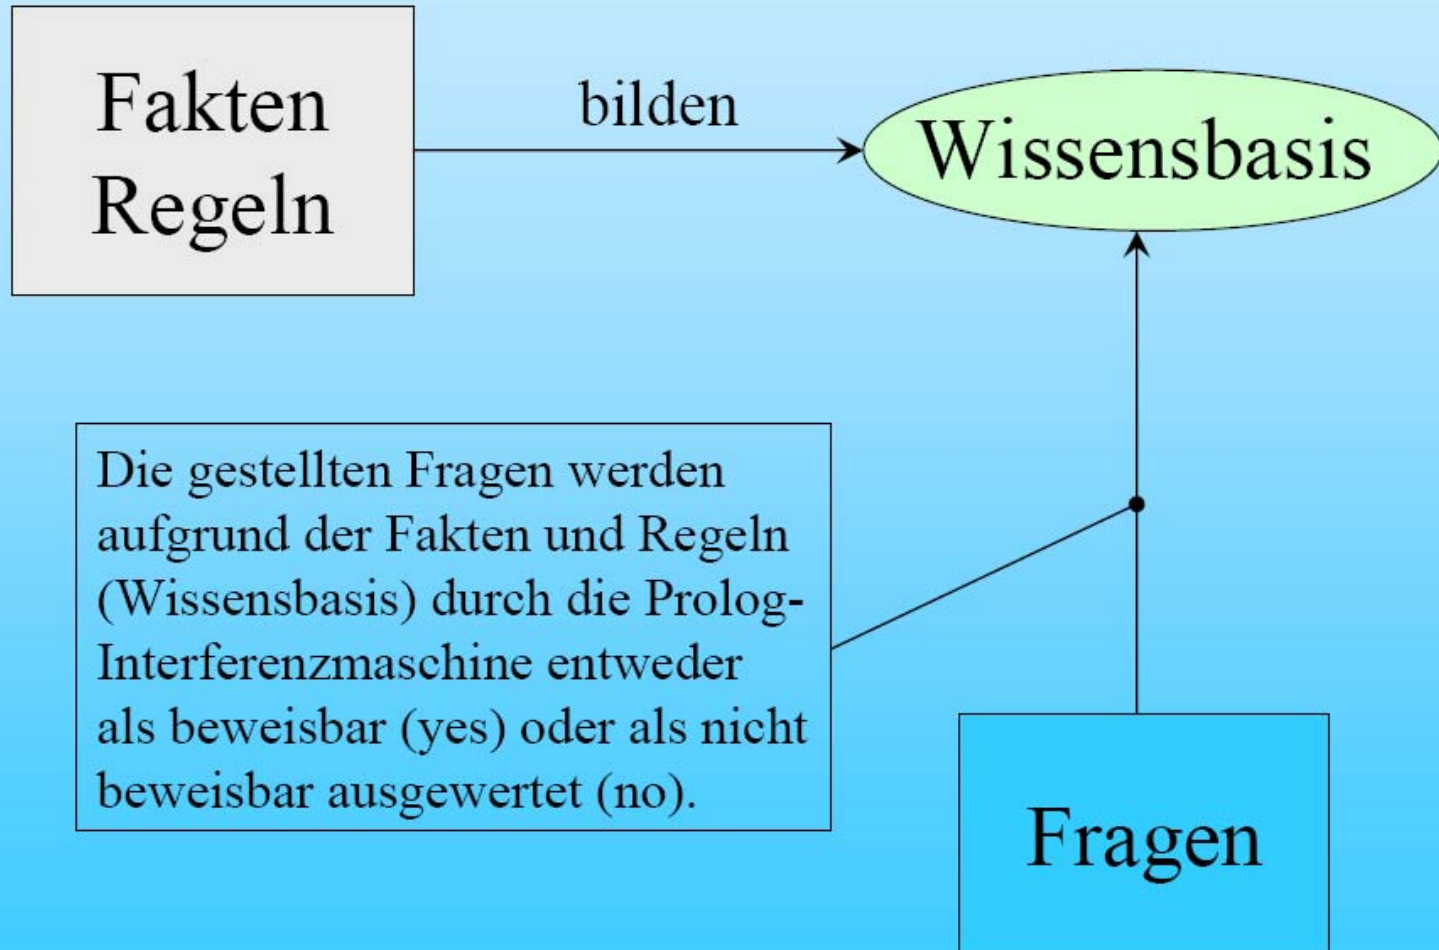 Fakten
Regeln
bilden
Wissensbasis
Die gestellten Fragen werden
aufgrund der Fakten und Regeln
(Wissensbasis) durch die Prolog-
Interferenzmaschine entweder
als beweisbar (yes) oder als nicht
beweisbar ausgewertet (no).
Fragen